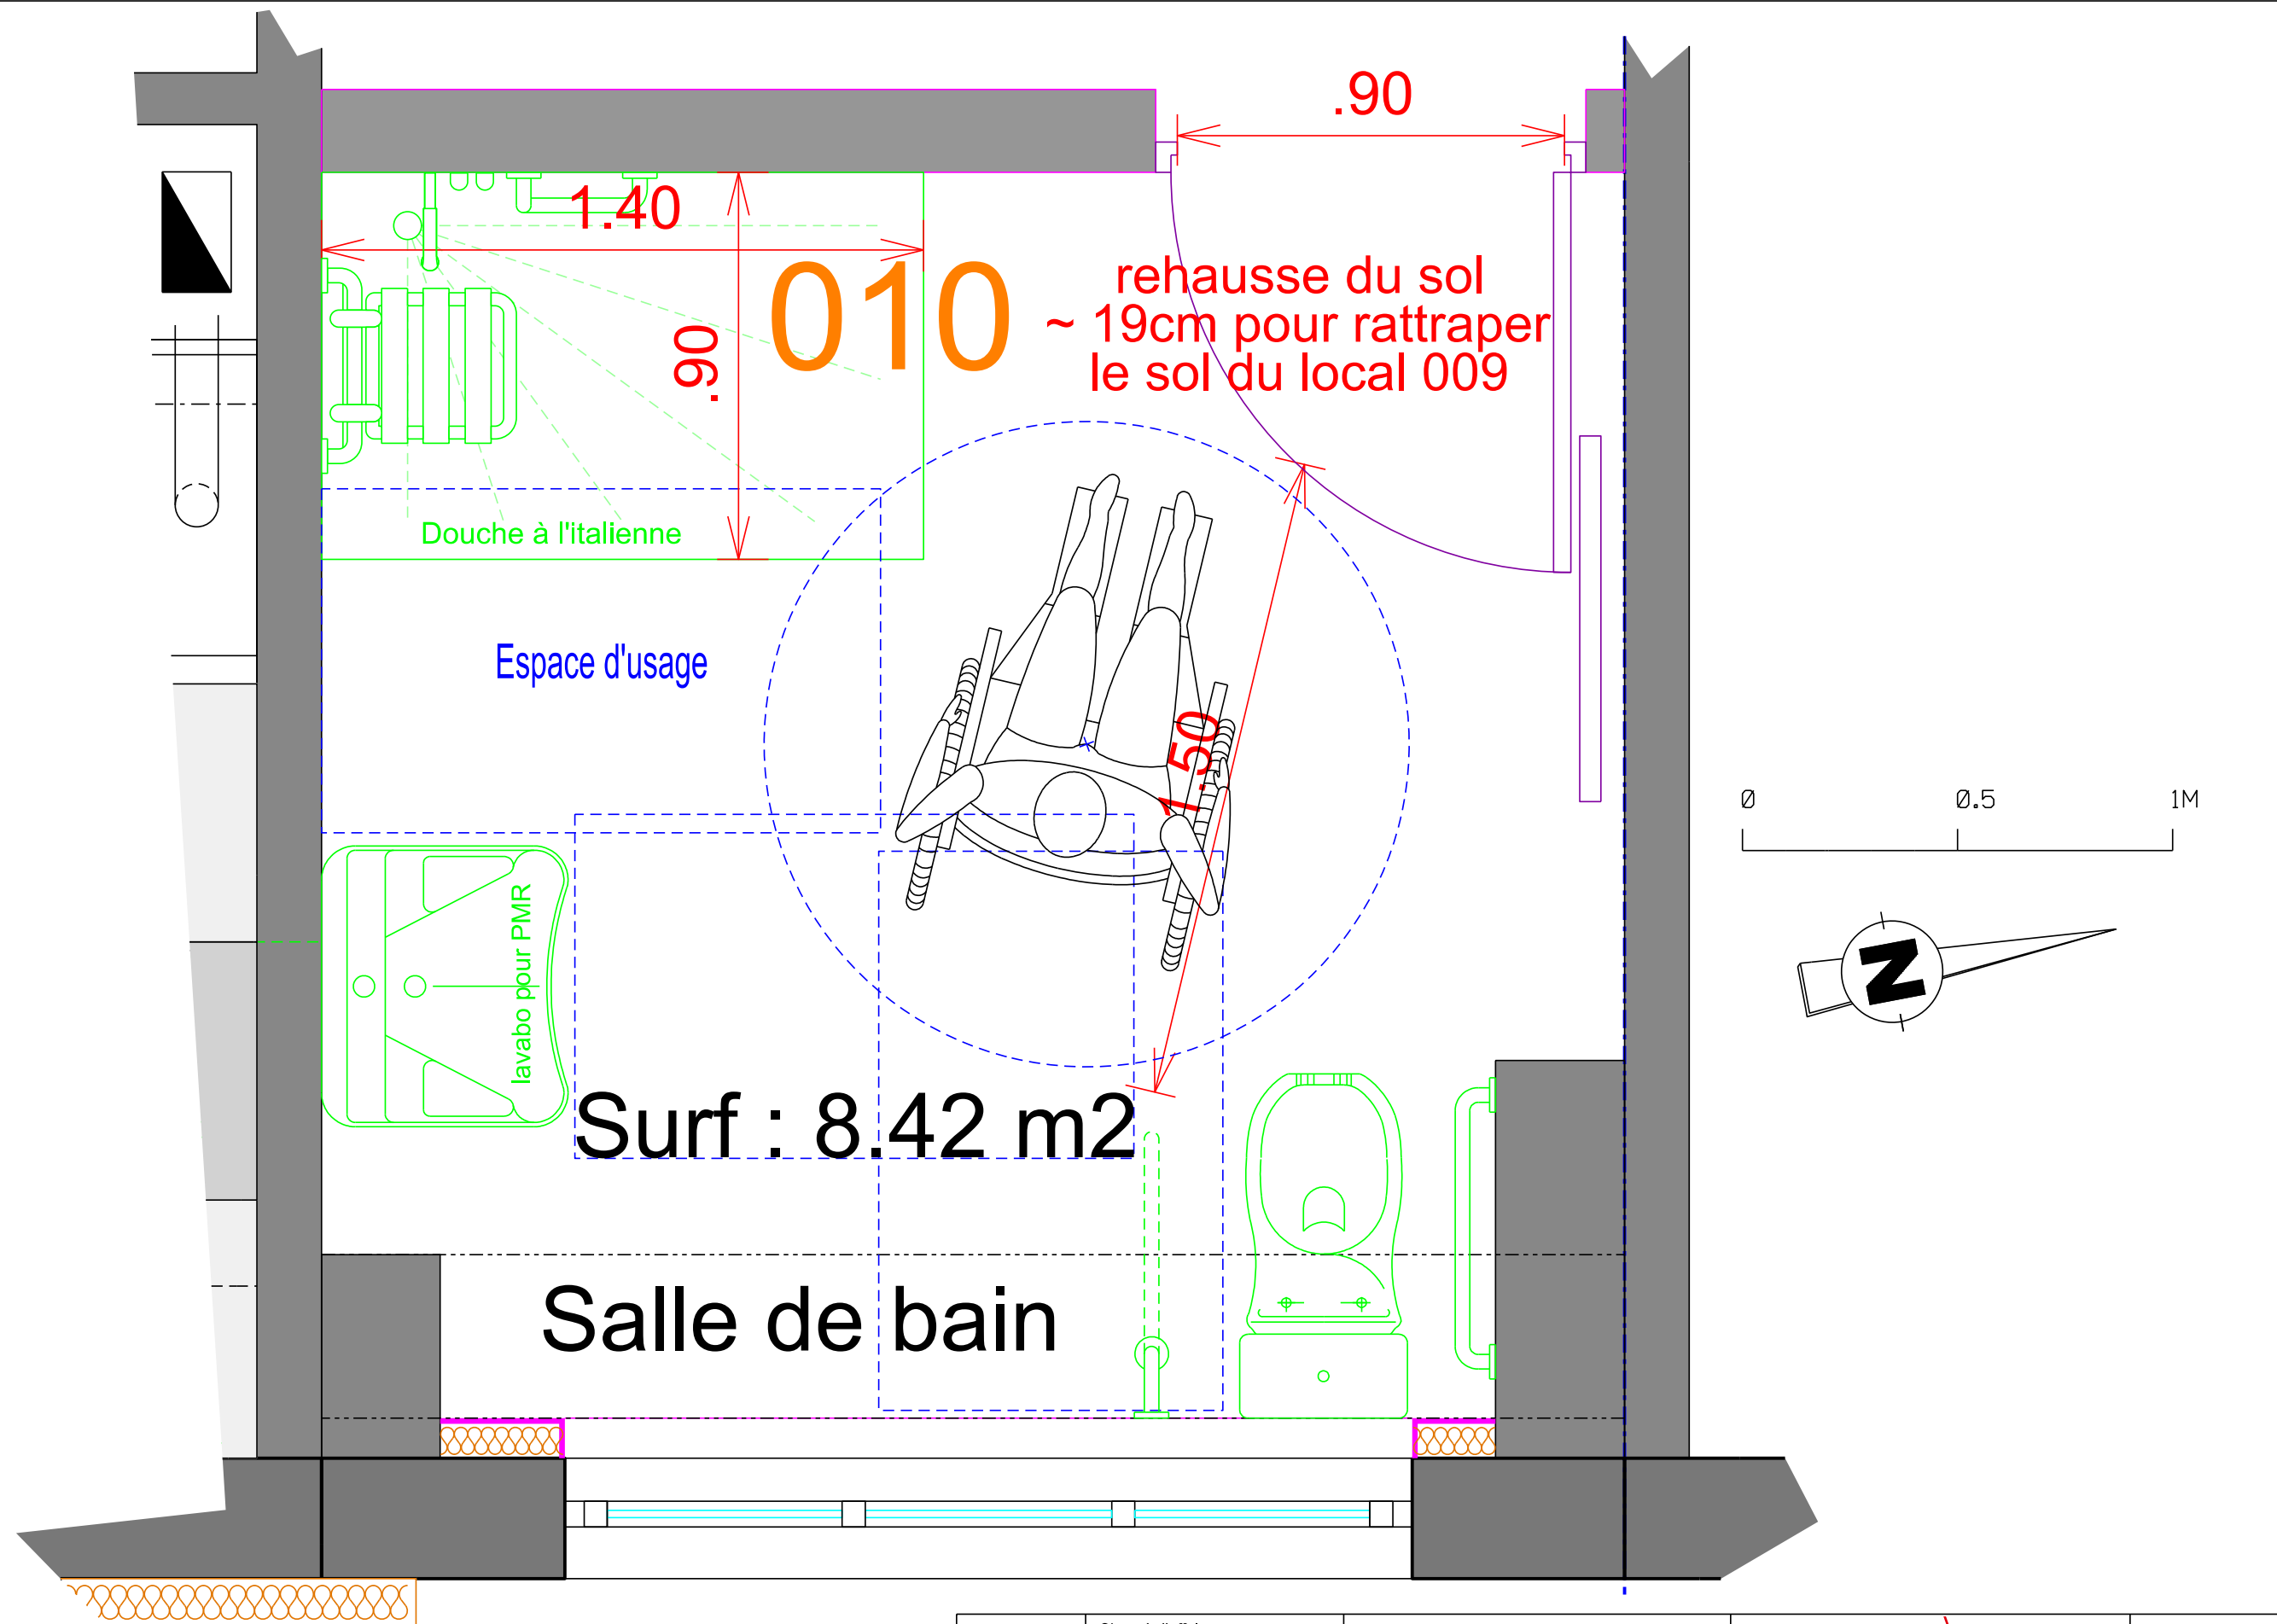 .90
1.40
010
rehausse du sol
~ 19cm pour rattraper
le sol du local 009
.90
Douche à l'italienne
Espace d'usage
1.50
0 0.5 1M
lavabo pour PMR
N
Surf : 8.42 m2
Salle de bain